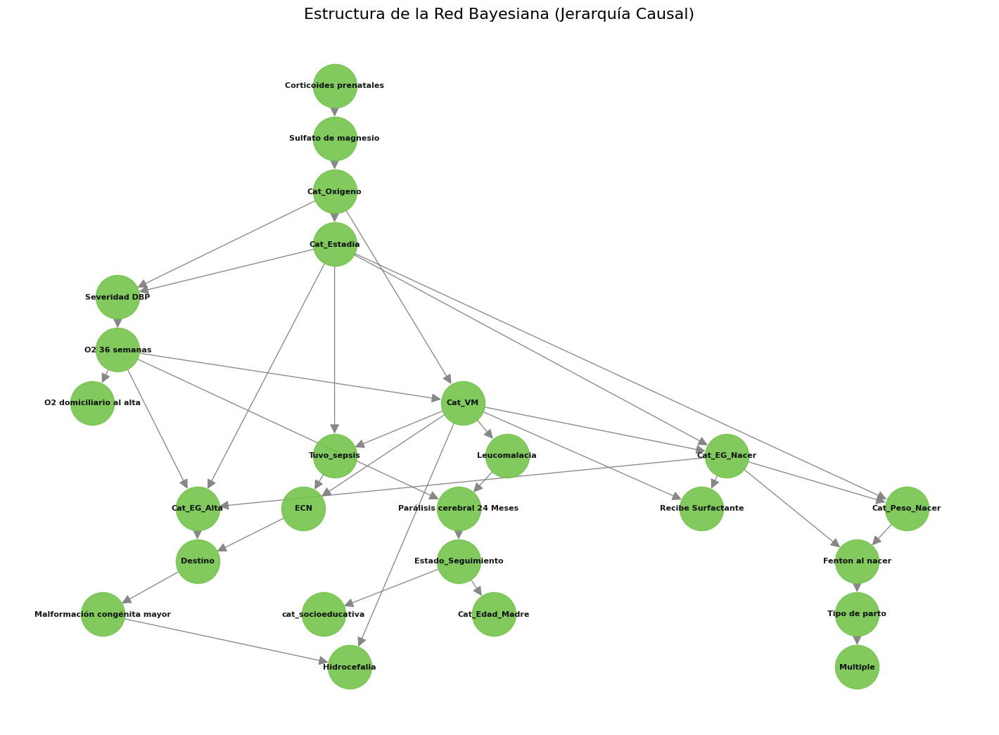 Estructura de la Red Bayesiana (Jerarquía Causal)
Corticoides prenatales
Sulfato de magnesio
Cat_Oxigeno
Cat_Estadia
Severidad DBP
O2 36 semanas
O2 domiciliario al alta
Cat_VM
Tuvo_sepsis
Leucomalacia
Cat_EG_Nacer
Cat_EG_Alta
ECN
Parálisis cerebral 24 Meses
Recibe Surfactante
Cat_Peso_Nacer
Destino
Estado_Seguimiento
Fenton al nacer
Malformación congénita mayor
cat_socioeducativa
Cat_Edad_Madre
Tipo de parto
Hidrocefalia
Multiple